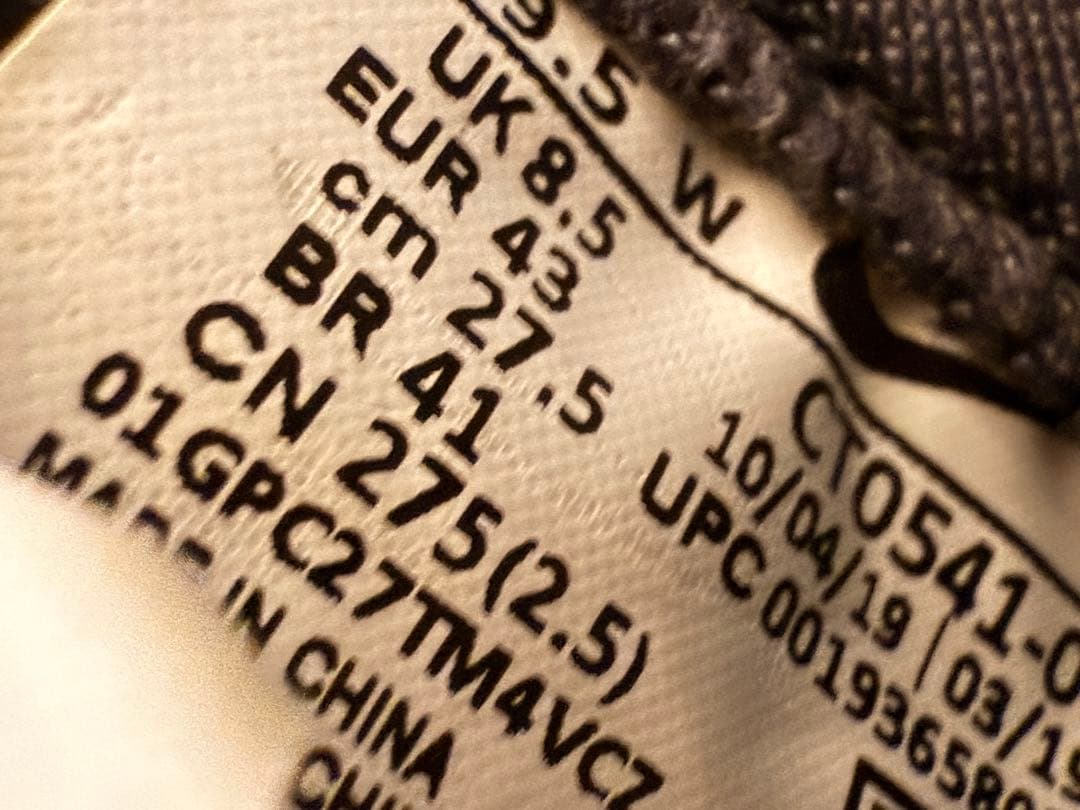 9.5 W
UK 8.5
EUR 43
cm 27.5
BR 41
CN 275(2.5)
01GPC27TM4VC7
MADE IN CHINA
CT0541-0
10/04/19 | 03/19
UPC 00193658